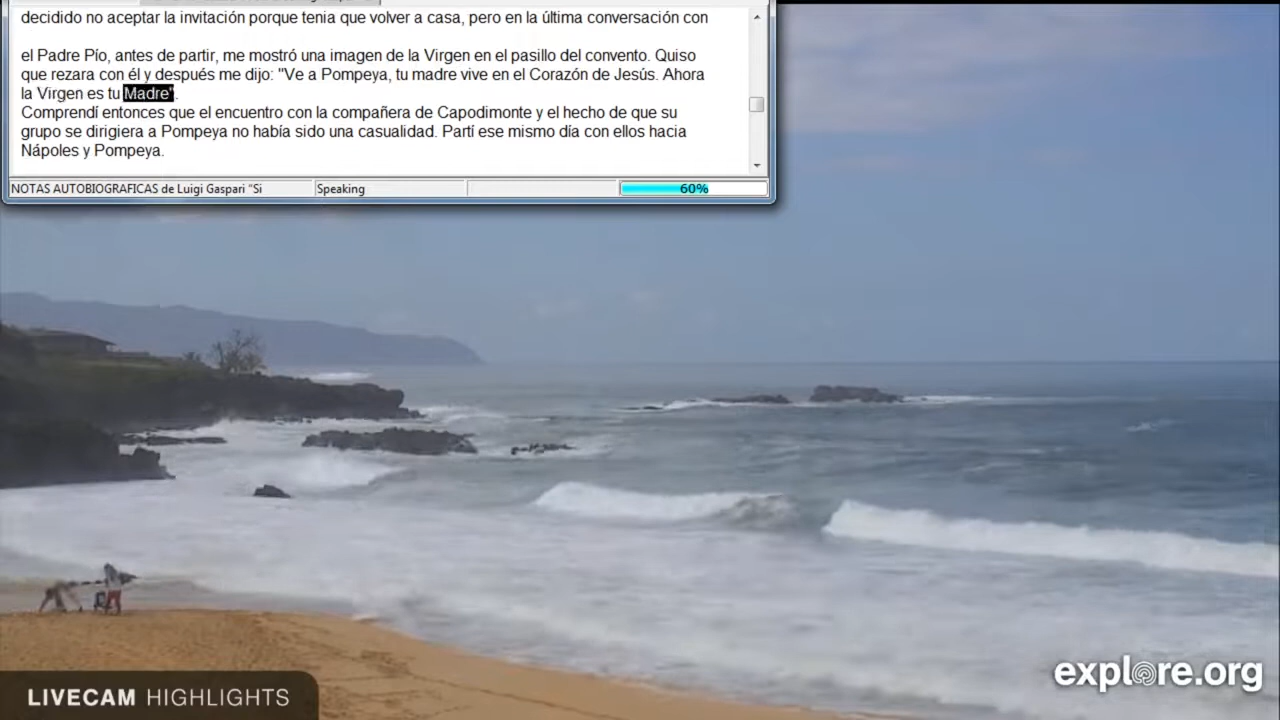 decidido no aceptar la invitación porque tenia que volver a casa, pero en la última conversación con
el Padre Pío, antes de partir, me mostró una imagen de la Virgen en el pasillo del convento. Quiso
que rezara con él y después me dijo: "Ve a Pompeya, tu madre vive en el Corazón de Jesús. Ahora
la Virgen es tu Madre".
Comprendí entonces que el encuentro con la compañera de Capodimonte y el hecho de que su
grupo se dirigiera a Pompeya no había sido una casualidad. Partí ese mismo día con ellos hacia
Nápoles y Pompeya.
NOTAS AUTOBIOGRAFICAS de Luigi Gaspari "Si
Speaking
60%
LIVECAM HIGHLIGHTS
explore.org